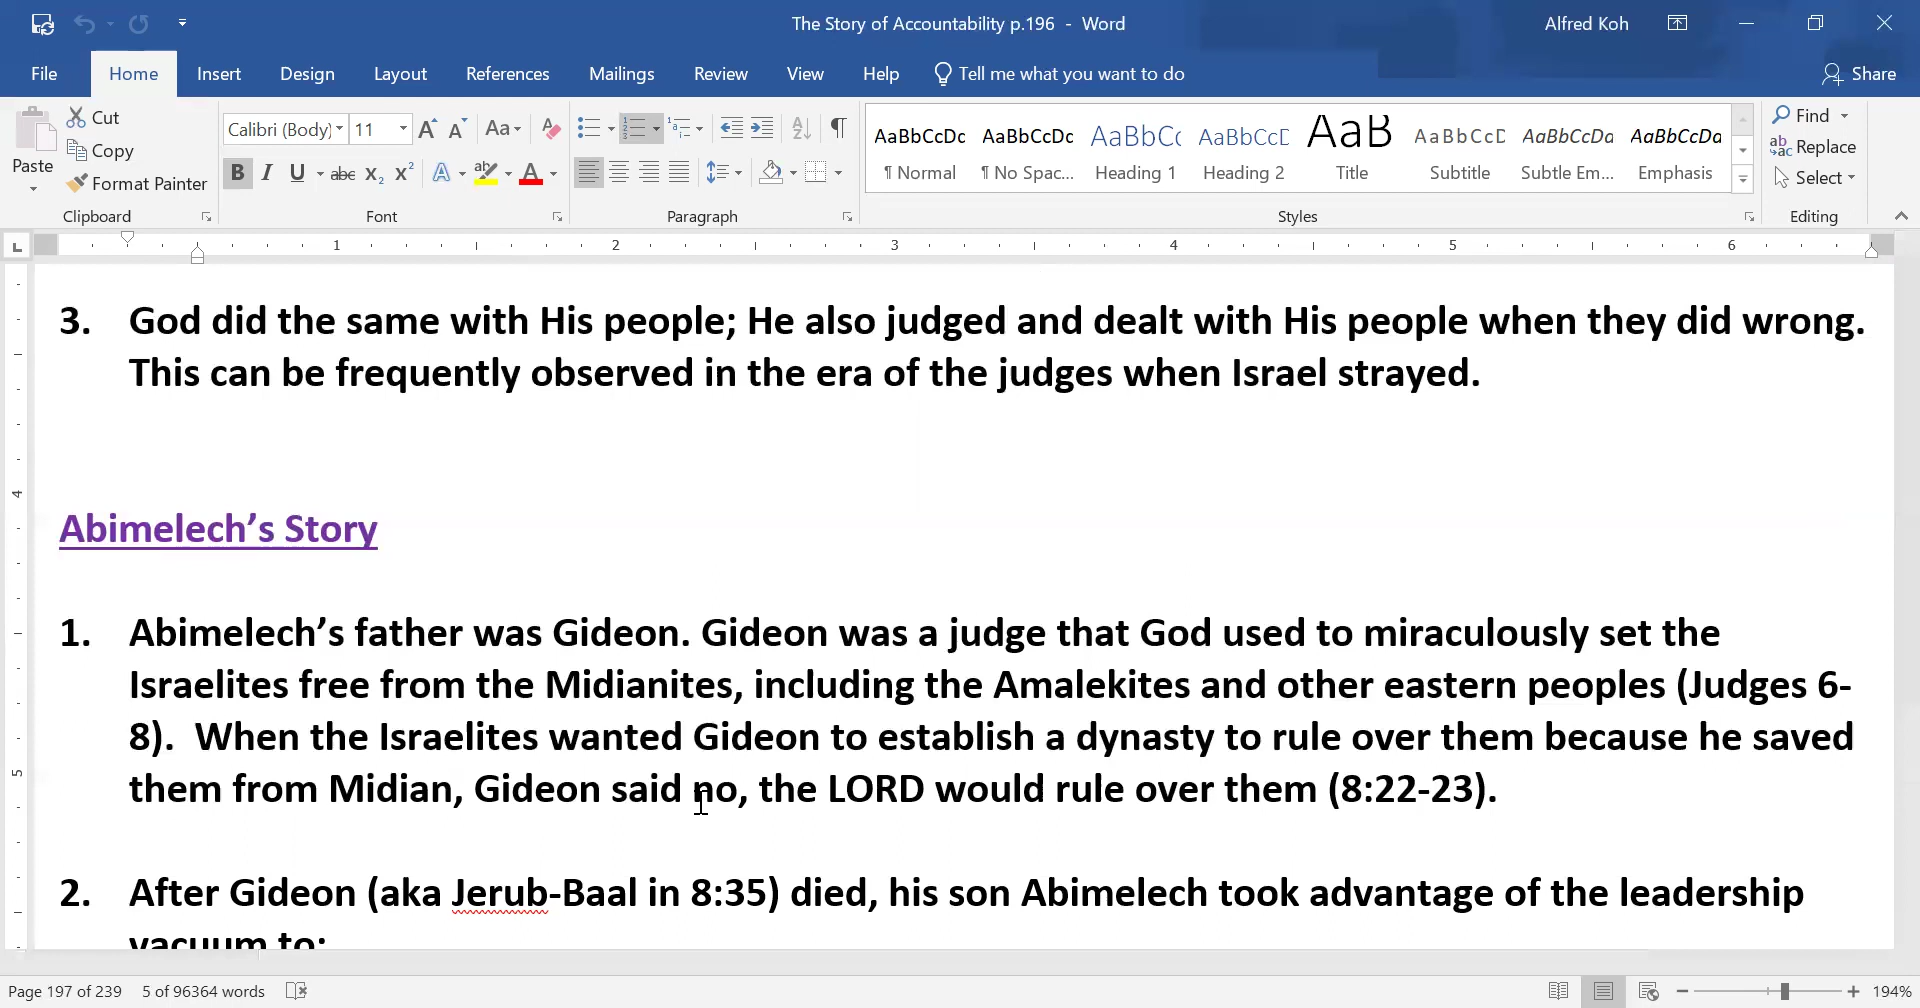 The Story of Accountability p.196 - Word
Alfred Koh
File Home Insert Design Layout References Mailings Review View Help Tell me what you want to do Share
Paste
Cut
Copy
Format Painter
Clipboard
Calibri (Body) 11
Font
Paragraph
AaBbCcDc AaBbCcDc AaBbC( AaBbCcD AaB AaBbCcD AaBbCcDa AaBbCcDa
¶ Normal ¶ No Spac... Heading 1 Heading 2 Title Subtitle Subtle Em... Emphasis
Styles
Find
Replace
Select
Editing
1 2 3 4 5 6
3. God did the same with His people; He also judged and dealt with His people when they did wrong.
This can be frequently observed in the era of the judges when Israel strayed.
Abimelech’s Story
1. Abimelech’s father was Gideon. Gideon was a judge that God used to miraculously set the
Israelites free from the Midianites, including the Amalekites and other eastern peoples (Judges 6-
8).  When the Israelites wanted Gideon to establish a dynasty to rule over them because he saved
them from Midian, Gideon said no, the LORD would rule over them (8:22-23).
2. After Gideon (aka Jerub-Baal in 8:35) died, his son Abimelech took advantage of the leadership
vacuum to:
Page 197 of 239 5 of 96364 words
194%